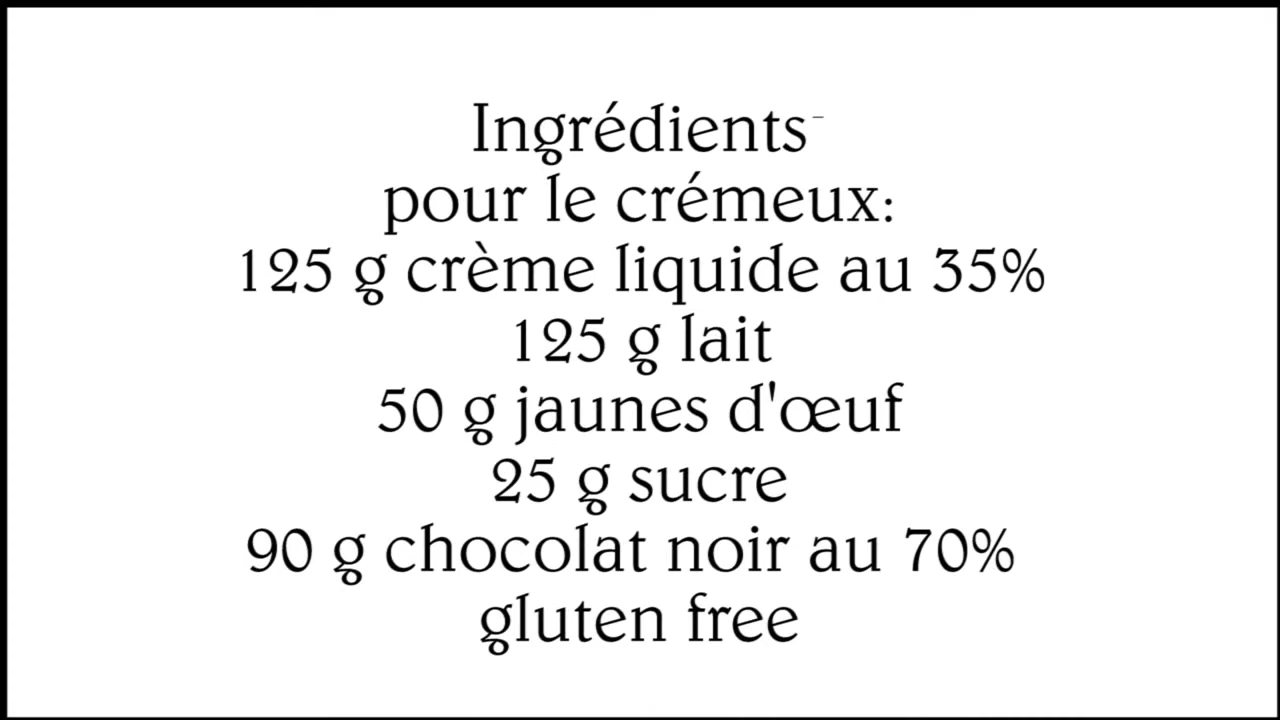 Ingrédients-
pour le crémeux:
125 g crème liquide au 35%
125 g lait
50 g jaunes d'œuf
25 g sucre
90 g chocolat noir au 70%
gluten free